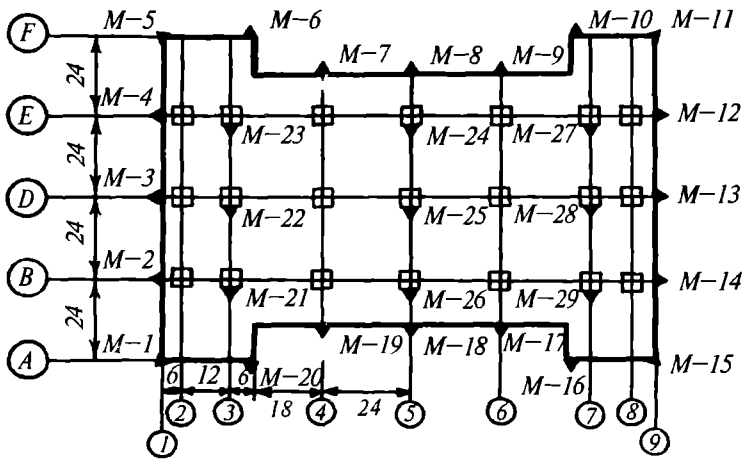 F M−5 M−6 M−10 M−11
24 M−7 M−8 M−9
E M−4 M−12
M−23 M−24 M−27
24
D M−3 M−13
M−22 M−25 M−28
24
B M−2 M−14
M−21 M−26 M−29
24
A M−1 M−19 M−18 M−17 M−15
6 12 6 M−20 M−16
2 3 18 4 24 5 6 7 8
1 9